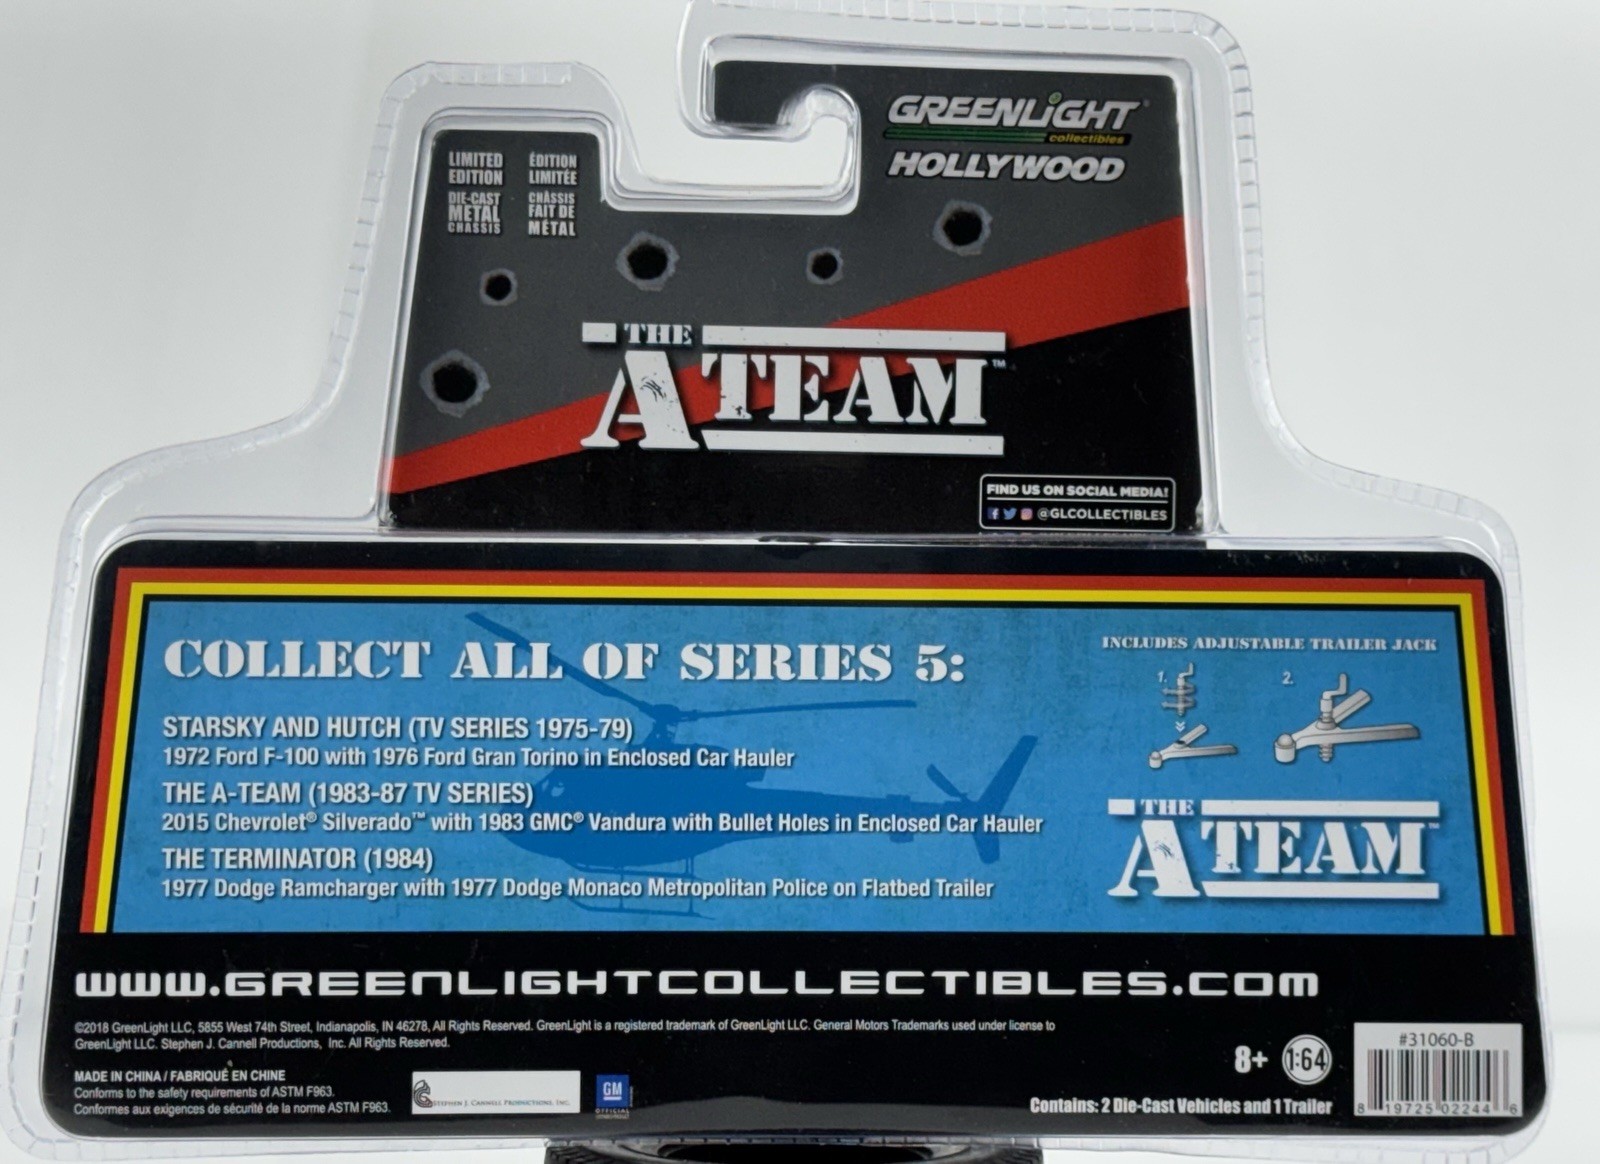 GREENLiGHT
collectibles
HOLLYWOOD
LIMITED
EDITION
DIE-CAST
METAL
CHASSIS
ÉDITION
LIMITÉE
CHÂSSIS
FAIT DE
MÉTAL
THE
A TEAM™
FIND US ON SOCIAL MEDIA!
@GLCOLLECTIBLES
COLLECT ALL OF SERIES 5:
STARSKY AND HUTCH (TV SERIES 1975-79)
1972 Ford F-100 with 1976 Ford Gran Torino in Enclosed Car Hauler
THE A-TEAM (1983-87 TV SERIES)
2015 Chevrolet® Silverado™ with 1983 GMC® Vandura with Bullet Holes in Enclosed Car Hauler
THE TERMINATOR (1984)
1977 Dodge Ramcharger with 1977 Dodge Monaco Metropolitan Police on Flatbed Trailer
INCLUDES ADJUSTABLE TRAILER JACK
1. 2.
THE
A TEAM™
www.GREENLIGHTCOLLECTIBLES.COM
©2018 GreenLight LLC, 5855 West 74th Street, Indianapolis, IN 46278, All Rights Reserved. GreenLight is a registered trademark of GreenLight LLC. General Motors Trademarks used under license to
GreenLight LLC. Stephen J. Cannell Productions, Inc. All Rights Reserved.
MADE IN CHINA / FABRIQUÉ EN CHINE
Conforms to the safety requirements of ASTM F963.
Conformes aux exigences de sécurité de la norme ASTM F963.
STEPHEN J. CANNELL PRODUCTIONS, INC.
GM
OFFICIAL
8+ 1:64
Contains: 2 Die-Cast Vehicles and 1 Trailer
#31060-B
8 19725 02244 6